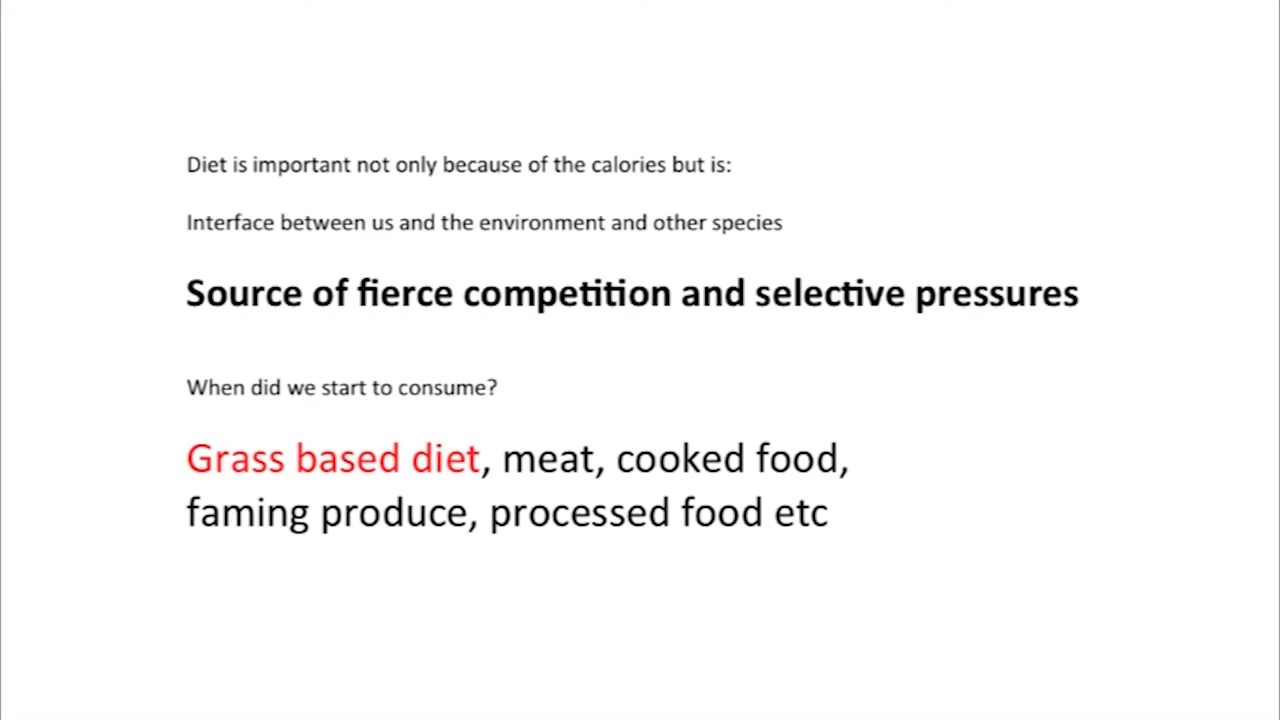 Diet is important not only because of the calories but is:
Interface between us and the environment and other species
Source of fierce competition and selective pressures
When did we start to consume?
Grass based diet, meat, cooked food,
faming produce, processed food etc